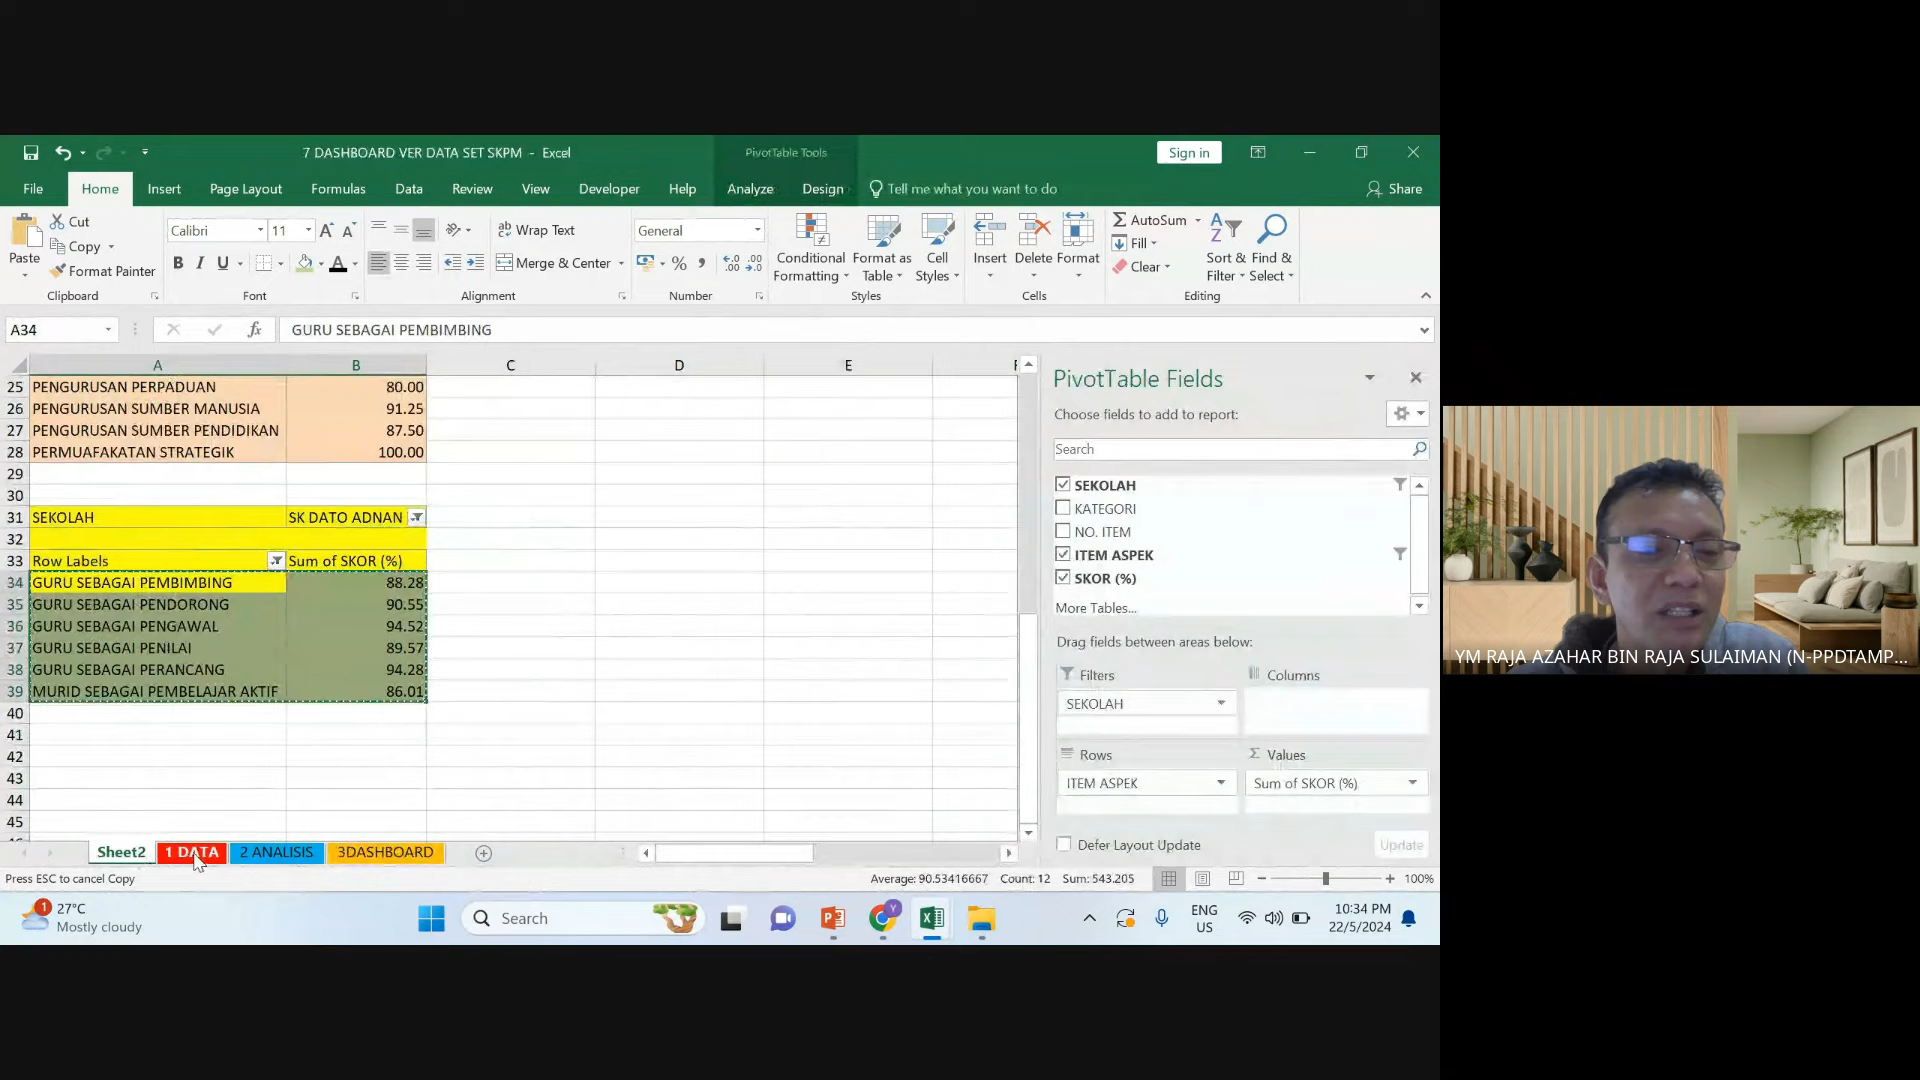 7 DASHBOARD VER DATA SET SKPM - Excel
PivotTable Tools
Sign in
File Home Insert Page Layout Formulas Data Review View Developer Help Analyze Design Tell me what you want to do Share
Cut
Copy
Format Painter
Paste
Clipboard
Calibri 11
B I U
Font
Wrap Text
Merge & Center
Alignment
General
Number
Conditional Formatting
Format as Table
Cell Styles
Styles
Insert Delete Format
Cells
AutoSum
Fill
Clear
Sort & Filter
Find & Select
Editing
A34 fx GURU SEBAGAI PEMBIMBING
A B C D E
25 PENGURUSAN PERPADUAN 80.00
26 PENGURUSAN SUMBER MANUSIA 91.25
27 PENGURUSAN SUMBER PENDIDIKAN 87.50
28 PERMUAFAKATAN STRATEGIK 100.00
29
30
31 SEKOLAH SK DATO ADNAN
32
33 Row Labels Sum of SKOR (%)
34 GURU SEBAGAI PEMBIMBING 88.28
35 GURU SEBAGAI PENDORONG 90.55
36 GURU SEBAGAI PENGAWAL 94.52
37 GURU SEBAGAI PENILAI 89.57
38 GURU SEBAGAI PERANCANG 94.28
39 MURID SEBAGAI PEMBELAJAR AKTIF 86.01
40
41
42
43
44
45
PivotTable Fields
Choose fields to add to report:
Search
SEKOLAH
KATEGORI
NO. ITEM
ITEM ASPEK
SKOR (%)
More Tables...
Drag fields between areas below:
Filters Columns
SEKOLAH
Rows Values
ITEM ASPEK Sum of SKOR (%)
Defer Layout Update Update
Sheet2 1 DATA 2 ANALISIS 3DASHBOARD
Press ESC to cancel Copy Average: 90.53416667 Count: 12 Sum: 543.205 100%
1 27°C
Mostly cloudy
Search
ENG
US
10:34 PM
22/5/2024
YM RAJA AZAHAR BIN RAJA SULAIMAN (N-PPDTAMP...